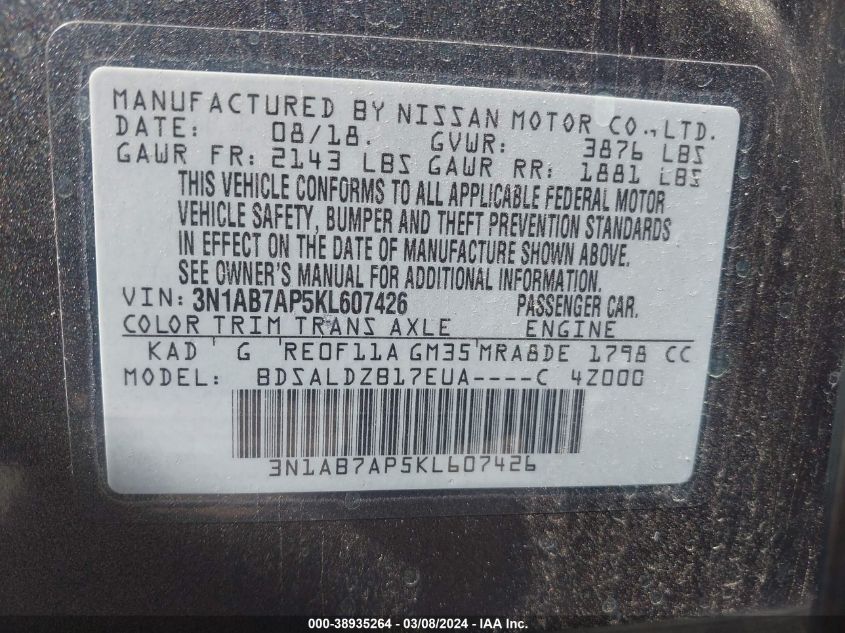 MANUFACTURED BY NISSAN MOTOR CO., LTD.
DATE: 08/18. GVWR: 3876 LBS
GAWR FR: 2143 LBS GAWR RR: 1881 LBS
THIS VEHICLE CONFORMS TO ALL APPLICABLE FEDERAL MOTOR
VEHICLE SAFETY, BUMPER AND THEFT PREVENTION STANDARDS
IN EFFECT ON THE DATE OF MANUFACTURE SHOWN ABOVE.
SEE OWNER'S MANUAL FOR ADDITIONAL INFORMATION.
VIN: 3N1AB7AP5KL607426 PASSENGER CAR.
COLOR TRIM TRANS AXLE ENGINE
KAD G RE0F11A GM35 MRA8DE 1798 CC
MODEL: BDSALDZB17EUA----C 4Z000
3N1AB7AP5KL607426
000-38935264 - 03/08/2024 - IAA Inc.